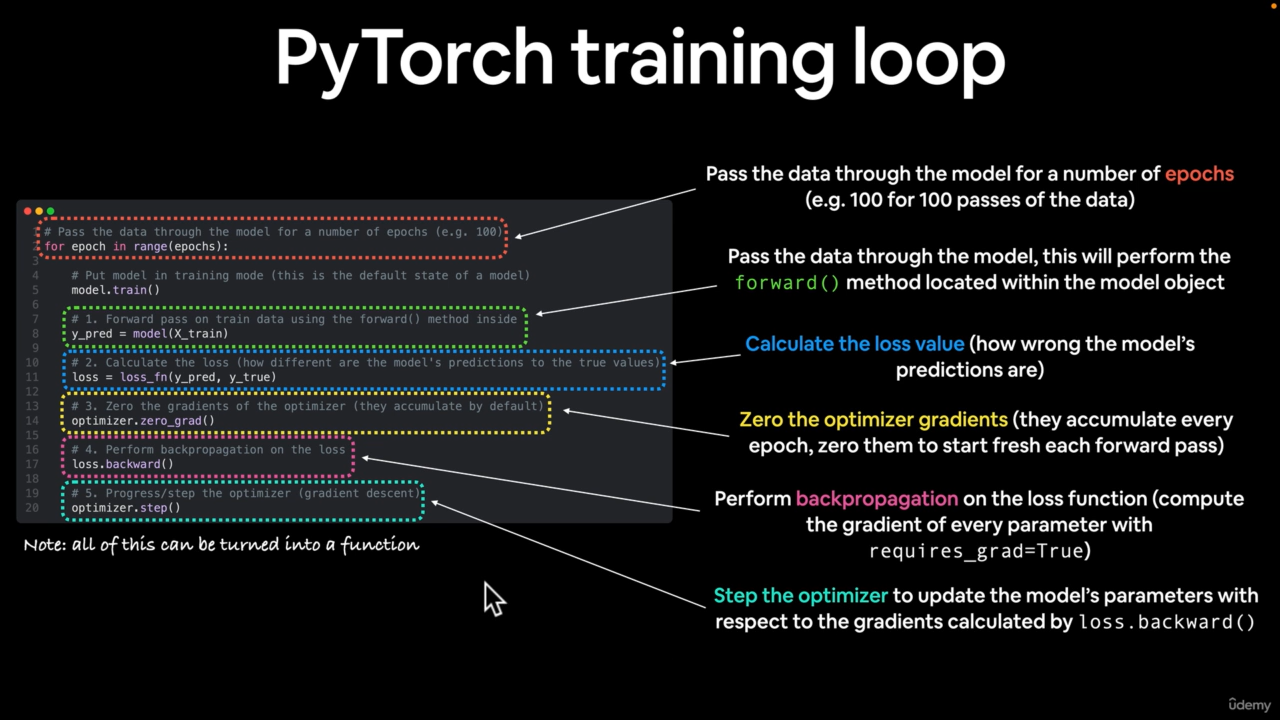 PyTorch training loop
1 # Pass the data through the model for a number of epochs (e.g. 100)
2 for epoch in range(epochs):
3
4 # Put model in training mode (this is the default state of a model)
5 model.train()
6
7 # 1. Forward pass on train data using the forward() method inside
8 y_pred = model(X_train)
9
10 # 2. Calculate the loss (how different are the model's predictions to the true values)
11 loss = loss_fn(y_pred, y_true)
12
13 # 3. Zero the gradients of the optimizer (they accumulate by default)
14 optimizer.zero_grad()
15
16 # 4. Perform backpropagation on the loss
17 loss.backward()
18
19 # 5. Progress/step the optimizer (gradient descent)
20 optimizer.step()
Note: all of this can be turned into a function
Pass the data through the model for a number of epochs
(e.g. 100 for 100 passes of the data)
Pass the data through the model, this will perform the
forward() method located within the model object
Calculate the loss value (how wrong the model’s
predictions are)
Zero the optimizer gradients (they accumulate every
epoch, zero them to start fresh each forward pass)
Perform backpropagation on the loss function (compute
the gradient of every parameter with
requires_grad=True)
Step the optimizer to update the model’s parameters with
respect to the gradients calculated by loss.backward()
ûdemy